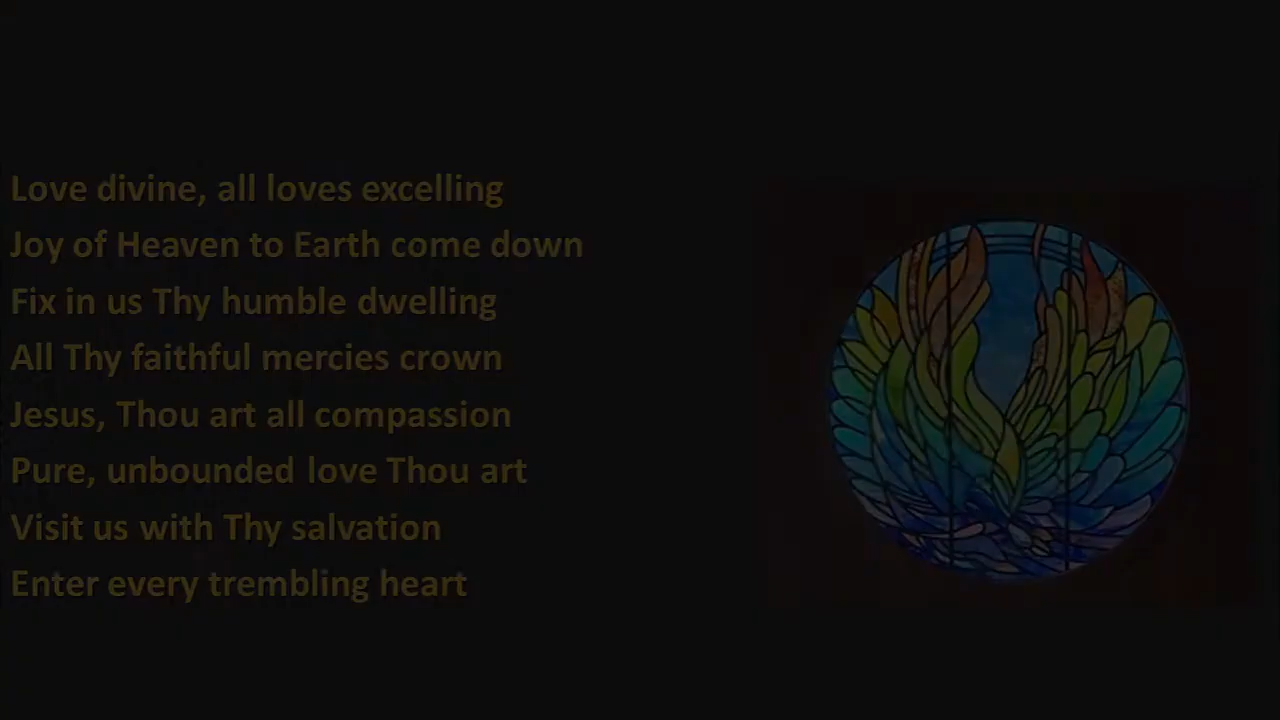 Love divine, all loves excelling
Joy of Heaven to Earth come down
Fix in us Thy humble dwelling
All Thy faithful mercies crown
Jesus, Thou art all compassion
Pure, unbounded love Thou art
Visit us with Thy salvation
Enter every trembling heart